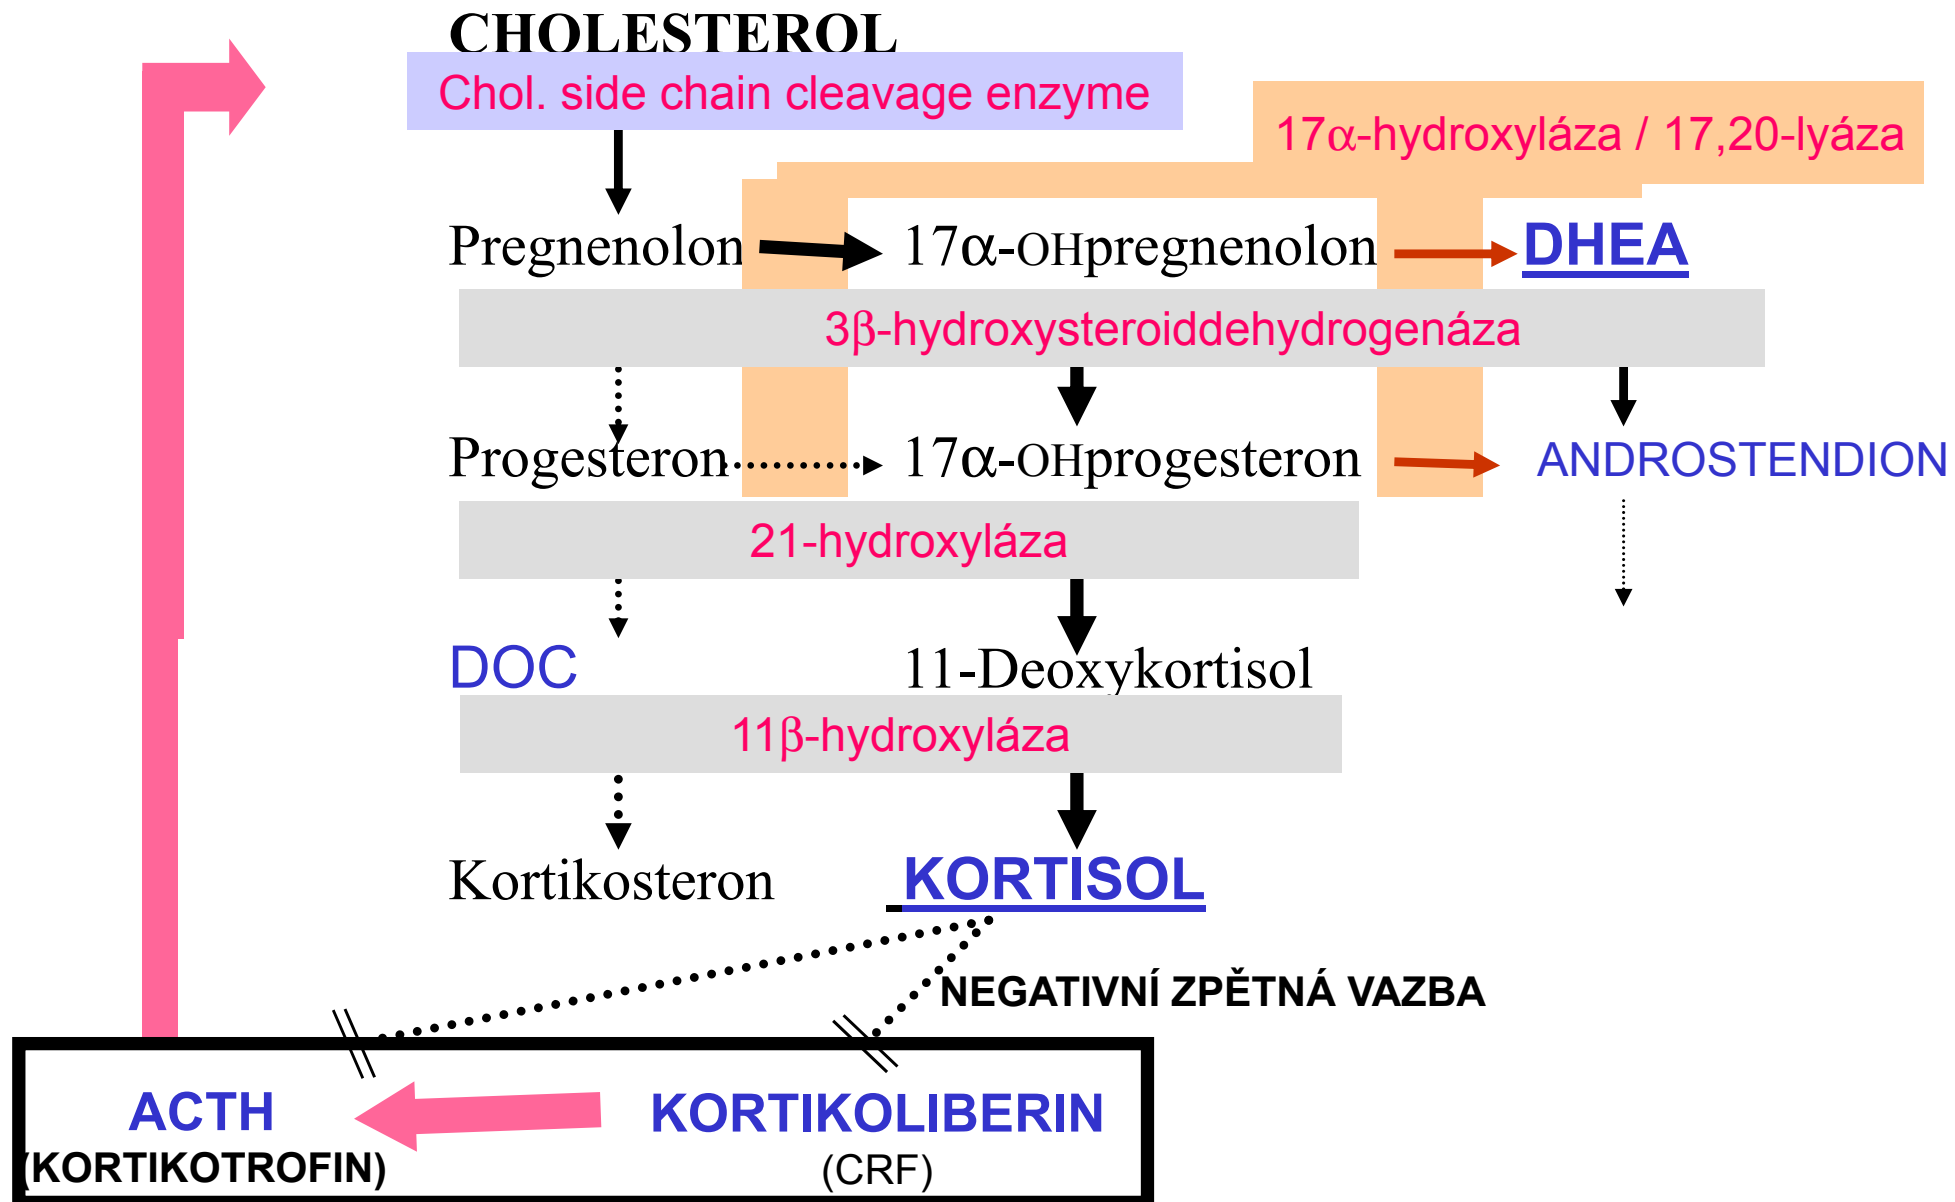 CHOLESTEROL
Chol. side chain cleavage enzyme
17α-hydroxyláza / 17,20-lyáza
Pregnenolon 17α-OHpregnenolon DHEA
3β-hydroxysteroiddehydrogenáza
Progesteron 17α-OHprogesteron ANDROSTENDION
21-hydroxyláza
DOC 11-Deoxykortisol
11β-hydroxyláza
Kortikosteron KORTISOL
NEGATIVNÍ ZPĚTNÁ VAZBA
ACTH KORTIKOLIBERIN
(KORTIKOTROFIN) (CRF)